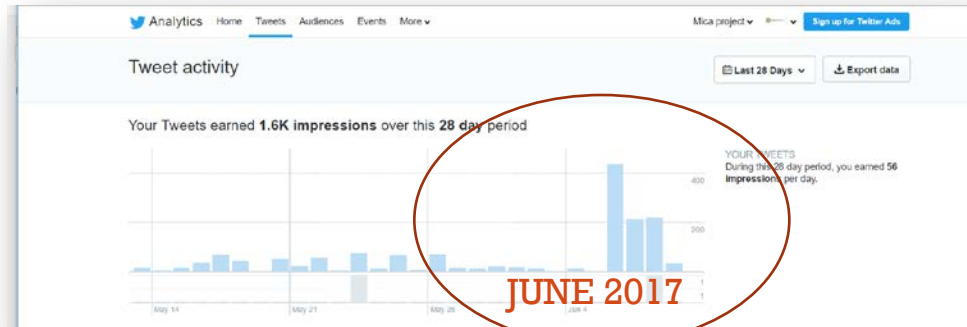 Analytics Home Tweets Audiences Events More
Mica project Sign up for Twitter Ads
Tweet activity
Last 28 Days Export data
Your Tweets earned 1.6K impressions over this 28 day period
YOUR TWEETS
During this 28 day period, you earned 56
impressions per day.
400
200
1
1
JUNE 2017
May 14 May 21 May 28 Jun 4